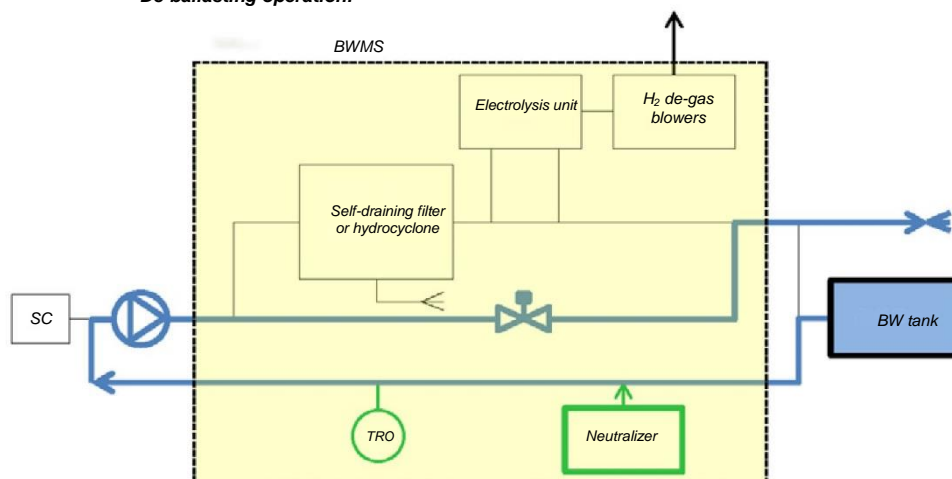 De-ballasting operation:
BWMS
Electrolysis unit
H₂ de-gas
blowers
Self-draining filter
or hydrocyclone
SC
BW tank
TRO
Neutralizer